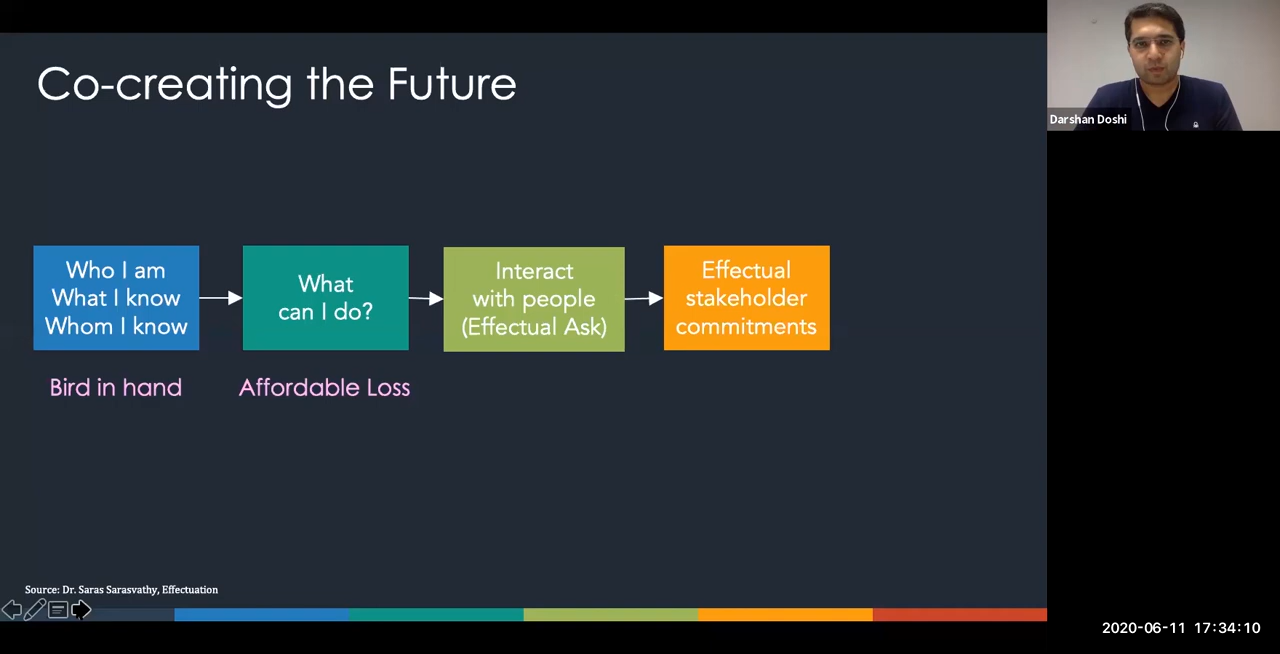 Co-creating the Future
Who I am
What I know
Whom I know
What
can I do?
Interact
with people
(Effectual Ask)
Effectual
stakeholder
commitments
Bird in hand
Affordable Loss
Source: Dr. Saras Sarasvathy, Effectuation
Darshan Doshi
2020-06-11 17:34:10